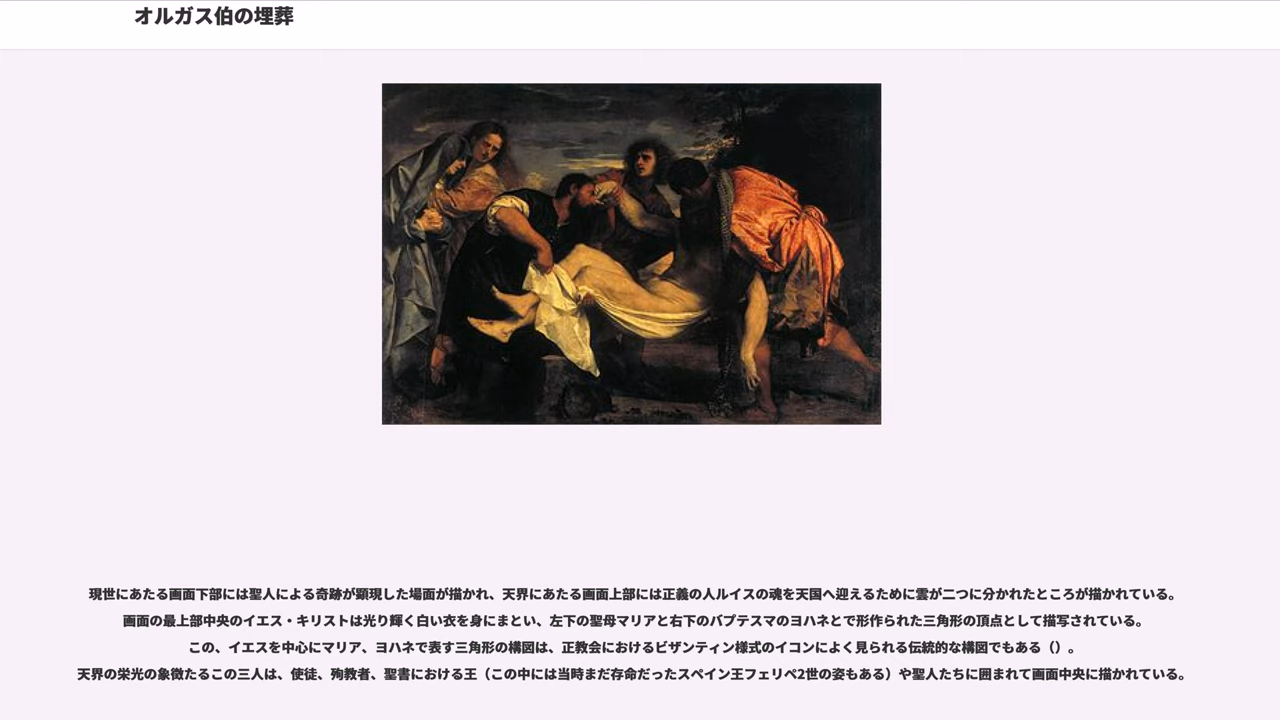 オルガス伯の埋葬
現世にあたる画面下部には聖人による奇跡が顕現した場面が描かれ、天界にあたる画面上部には正義の人ルイスの魂を天国へ迎えるために雲が二つに分かれたところが描かれている。
画面の最上部中央のイエス・キリストは光り輝く白い衣を身にまとい、左下の聖母マリアと右下のバプテスマのヨハネとで形作られた三角形の頂点として描写されている。
この、イエスを中心にマリア、ヨハネで表す三角形の構図は、正教会におけるビザンティン様式のイコンによく見られる伝統的な構図でもある（）。
天界の栄光の象徴たるこの三人は、使徒、殉教者、聖書における王（この中には当時まだ存命だったスペイン王フェリペ2世の姿もある）や聖人たちに囲まれて画面中央に描かれている。